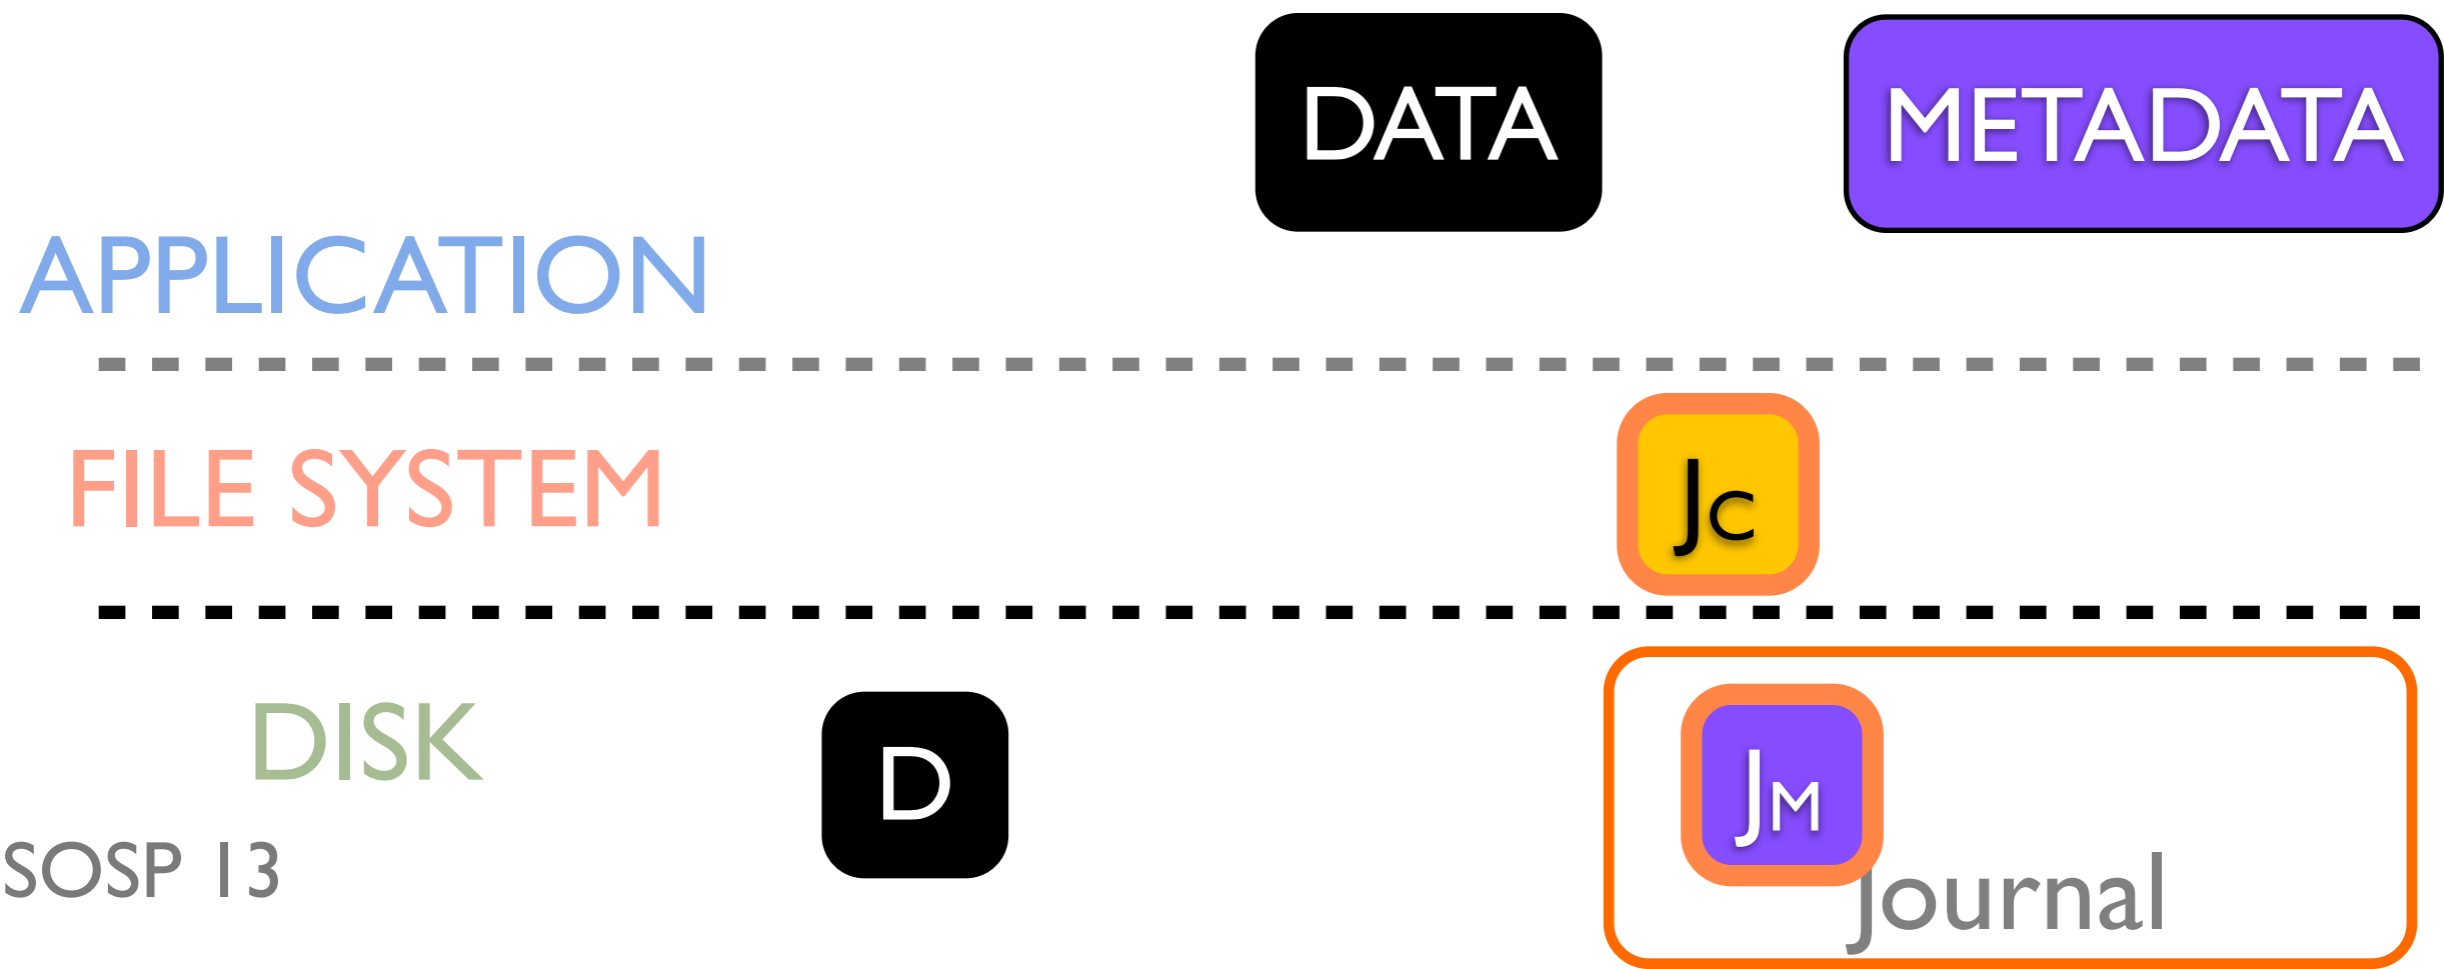 DATA METADATA
APPLICATION
FILE SYSTEM JC
DISK D JM
SOSP 13 Journal